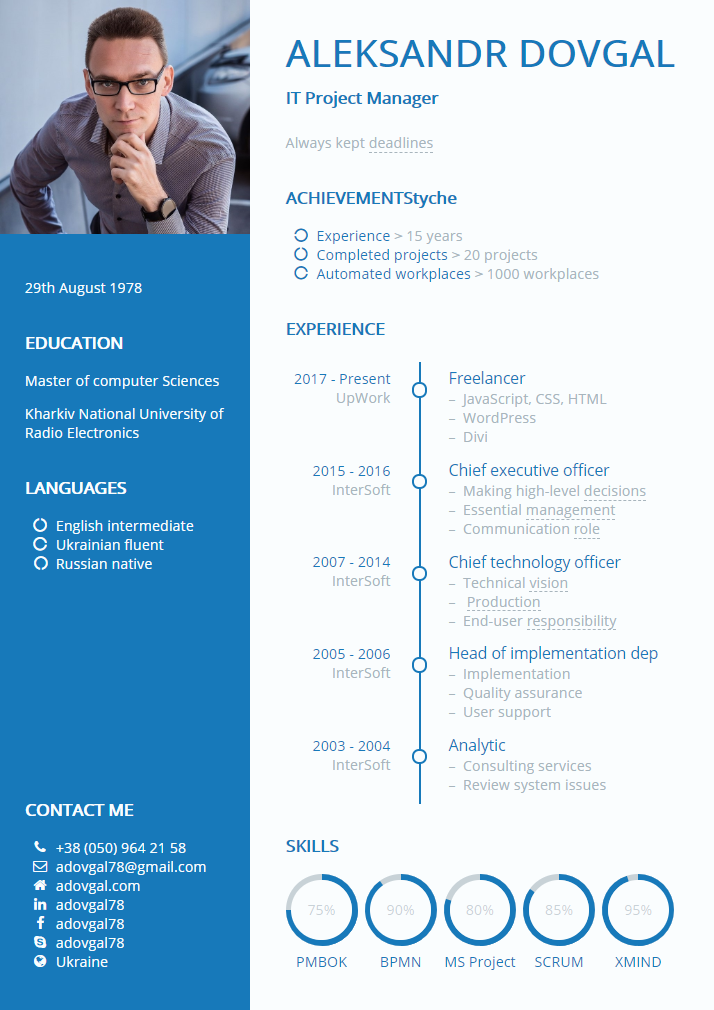 ALEKSANDR DOVGAL
IT Project Manager
Always kept deadlines
ACHIEVEMENTStyche
Experience > 15 years
Completed projects > 20 projects
Automated workplaces > 1000 workplaces
29th August 1978
EDUCATION
Master of computer Sciences
Kharkiv National University of
Radio Electronics
LANGUAGES
English intermediate
Ukrainian fluent
Russian native
CONTACT ME
+38 (050) 964 21 58
adovgal78@gmail.com
adovgal.com
adovgal78
adovgal78
adovgal78
Ukraine
EXPERIENCE
2017 - Present
UpWork
Freelancer
– JavaScript, CSS, HTML
– WordPress
– Divi
2015 - 2016
InterSoft
Chief executive officer
– Making high-level decisions
– Essential management
– Communication role
2007 - 2014
InterSoft
Chief technology officer
– Technical vision
– Production
– End-user responsibility
2005 - 2006
InterSoft
Head of implementation dep
– Implementation
– Quality assurance
– User support
2003 - 2004
InterSoft
Analytic
– Consulting services
– Review system issues
SKILLS
75% 90% 80% 85% 95%
PMBOK BPMN MS Project SCRUM XMIND